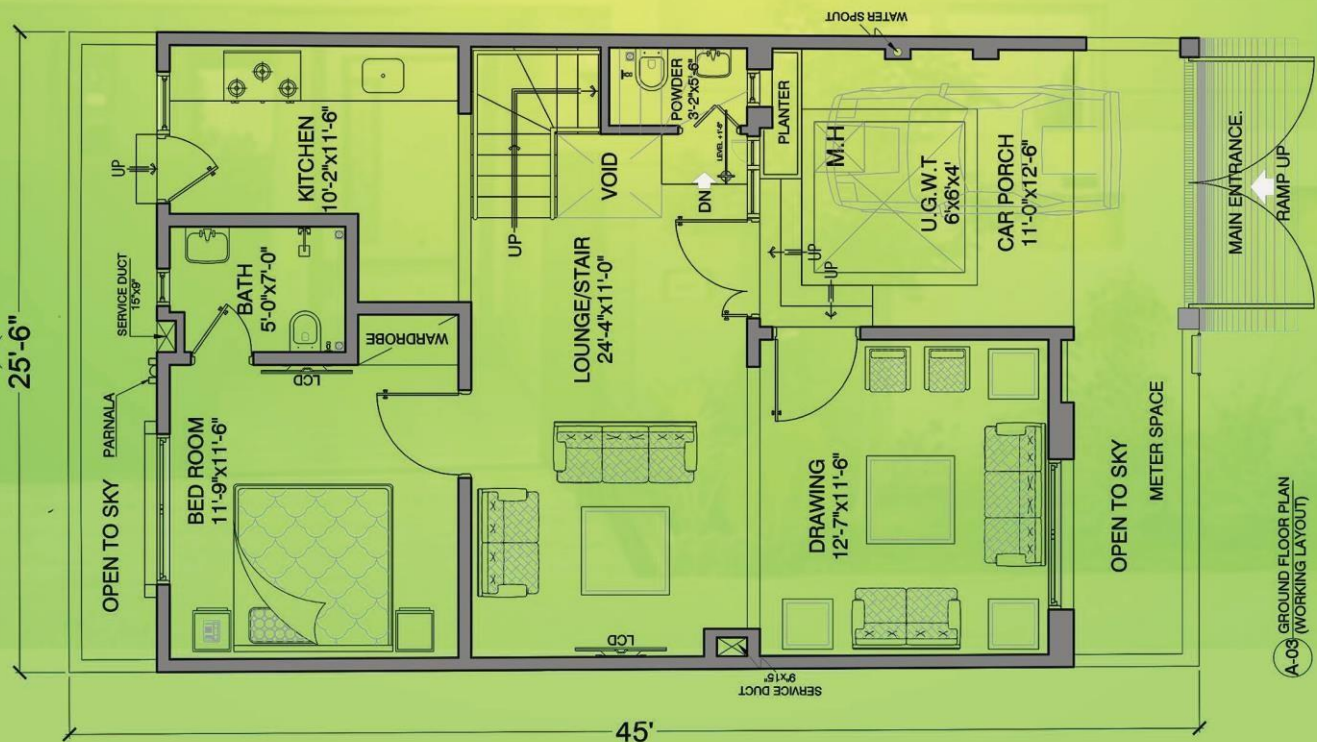 25'-6"
45'
OPEN TO SKY
PARNALA
SERVICE DUCT
15"x9"
UP
BED ROOM
11'-9"x11'-6"
BATH
5'-0"x7'-0"
KITCHEN
10'-2"x11'-6"
LCD
WARDROBE
LOUNGE/STAIR
24'-4"x11'-0"
UP
VOID
POWDER
3'-2"x5'-6"
DN
LEVEL +1'-6"
LCD
SERVICE DUCT
9"x15"
DRAWING
12'-7"x11'-6"
UP
UP
PLANTER
M.H
U.G.W.T
6'x6'x4'
CAR PORCH
11'-0"x12'-6"
WATER SPOUT
OPEN TO SKY
METER SPACE
MAIN ENTRANCE.
RAMP UP
A-03
GROUND FLOOR PLAN
(WORKING LAYOUT)